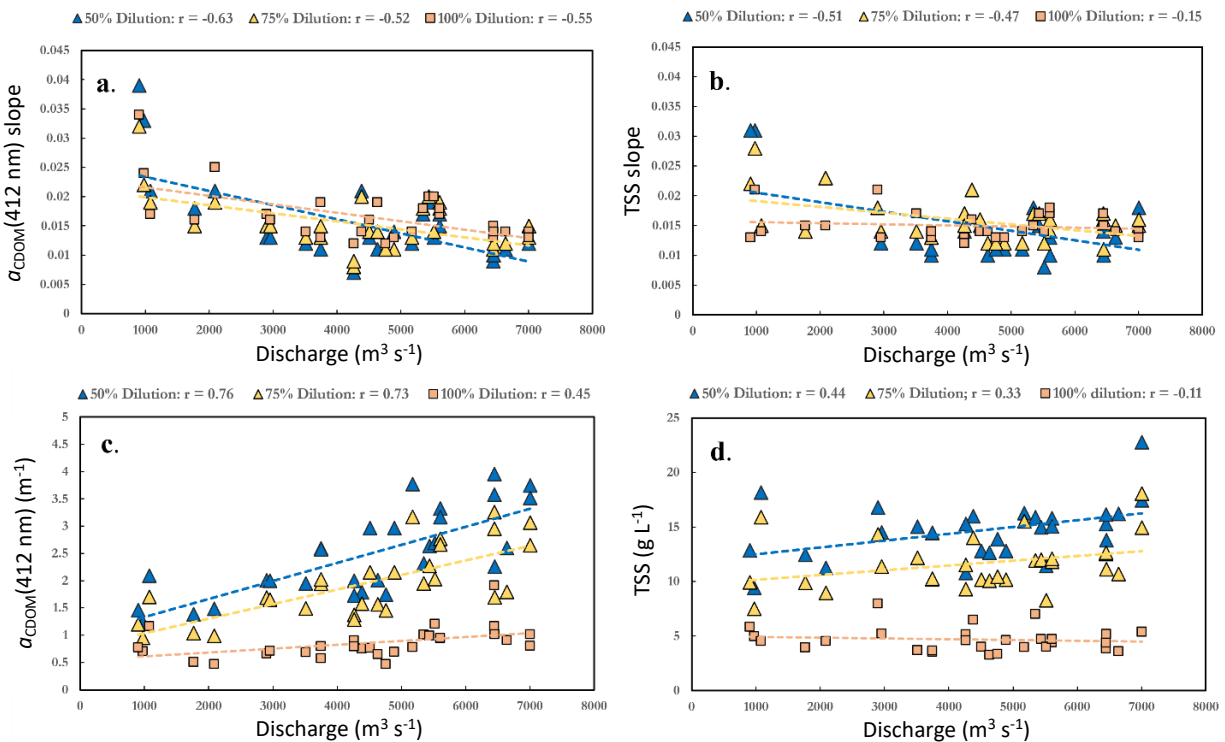 50% Dilution: r = -0.63 75% Dilution: r = -0.52 100% Dilution: r = -0.55
a.
αCDOM(412 nm) slope
0.045
0.04
0.035
0.03
0.025
0.02
0.015
0.01
0.005
0
0 1000 2000 3000 4000 5000 6000 7000 8000
Discharge (m³ s⁻¹)
50% Dilution: r = -0.51 75% Dilution: r = -0.47 100% Dilution: r = -0.15
b.
TSS slope
0.045
0.04
0.035
0.03
0.025
0.02
0.015
0.01
0.005
0
0 1000 2000 3000 4000 5000 6000 7000 8000
Discharge (m³ s⁻¹)
50% Dilution: r = 0.76 75% Dilution: r = 0.73 100% Dilution: r = 0.45
c.
αCDOM(412 nm) (m⁻¹)
5
4.5
4
3.5
3
2.5
2
1.5
1
0.5
0
0 1000 2000 3000 4000 5000 6000 7000 8000
Discharge (m³ s⁻¹)
50% Dilution: r = 0.44 75% Dilution; r = 0.33 100% dilution: r = -0.11
d.
TSS (g L⁻¹)
25
20
15
10
5
0
0 1000 2000 3000 4000 5000 6000 7000 8000
Discharge (m³ s⁻¹)